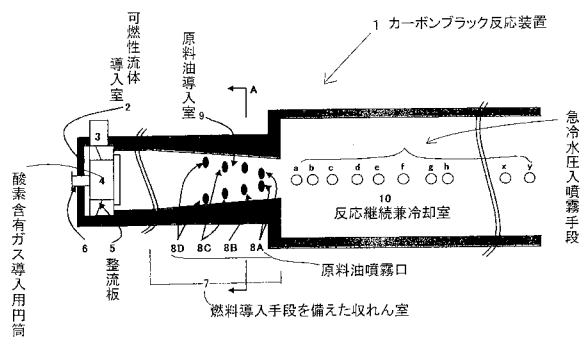 1 カーボンブラック反応装置
可燃性流体導入室
2
原料油導入室
9
A
急冷水圧入噴霧手段
3
4
a b c d e f g h x y
10
反応継続兼冷却室
酸素含有ガス導入用円筒
6
5
整流板
8D 8C 8B 8A
原料油噴霧口
7
燃料導入手段を備えた収れん室